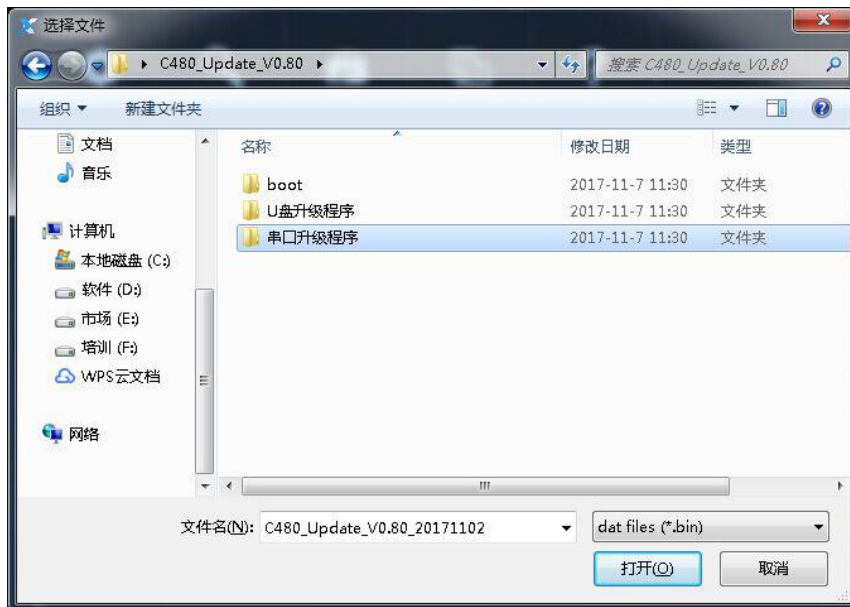 选择文件
C480_Update_V0.80
搜索 C480_Update_V0.80
组织 新建文件夹
文档
音乐
计算机
本地磁盘 (C:)
软件 (D:)
市场 (E:)
培训 (F:)
WPS云文档
网络
名称 修改日期 类型
boot 2017-11-7 11:30 文件夹
U盘升级程序 2017-11-7 11:30 文件夹
串口升级程序 2017-11-7 11:30 文件夹
文件名(N): C480_Update_V0.80_20171102 dat files (*.bin)
打开(O) 取消